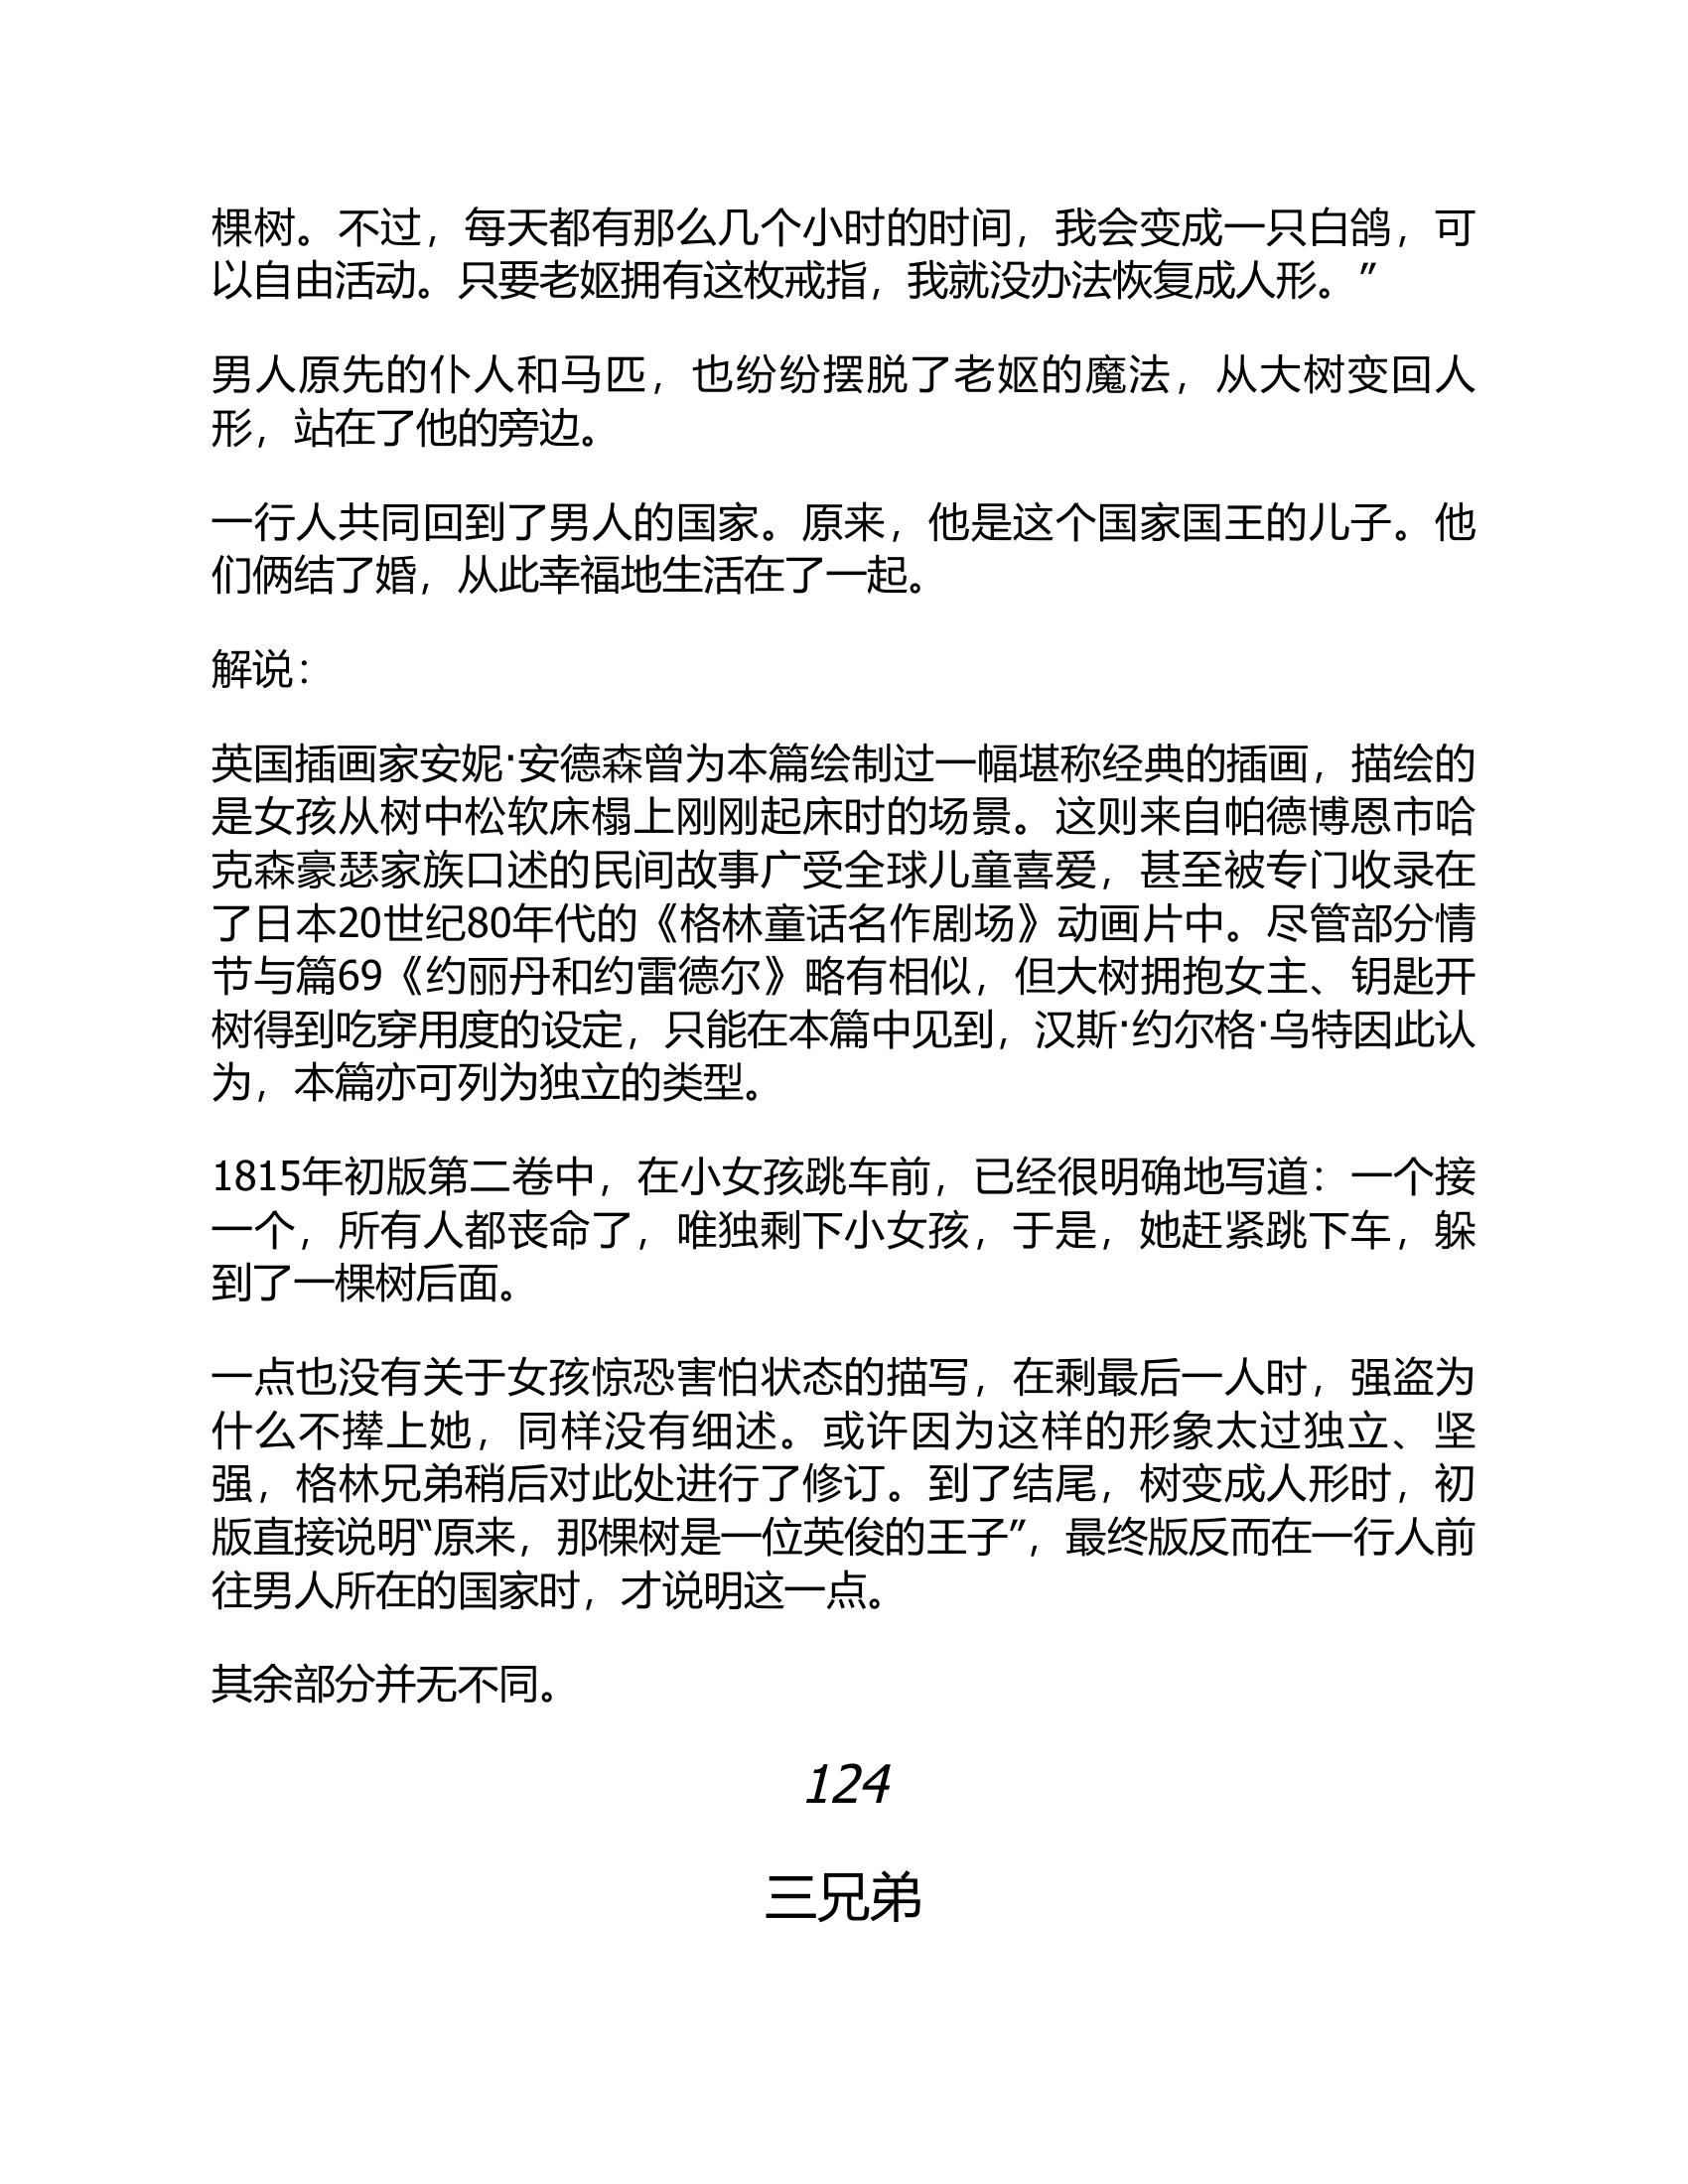 棵树。不过，每天都有那么几个小时的时间，我会变成一只白鸽，可
以自由活动。只要老妪拥有这枚戒指，我就没办法恢复成人形。”
男人原先的仆人和马匹，也纷纷摆脱了老妪的魔法，从大树变回人
形，站在了他的旁边。
一行人共同回到了男人的国家。原来，他是这个国家国王的儿子。他
们俩结了婚，从此幸福地生活在了一起。
解说：
英国插画家安妮·安德森曾为本篇绘制过一幅堪称经典的插画，描绘的
是女孩从树中松软床榻上刚刚起床时的场景。这则来自帕德博恩市哈
克森豪瑟家族口述的民间故事广受全球儿童喜爱，甚至被专门收录在
了日本20世纪80年代的《格林童话名作剧场》动画片中。尽管部分情
节与篇69《约丽丹和约雷德尔》略有相似，但大树拥抱女主、钥匙开
树得到吃穿用度的设定，只能在本篇中见到，汉斯·约尔格·乌特因此认
为，本篇亦可列为独立的类型。
1815年初版第二卷中，在小女孩跳车前，已经很明确地写道：一个接
一个，所有人都丧命了，唯独剩下小女孩，于是，她赶紧跳下车，躲
到了一棵树后面。
一点也没有关于女孩惊恐害怕状态的描写，在剩最后一人时，强盗为
什么不撵上她，同样没有细述。或许因为这样的形象太过独立、坚
强，格林兄弟稍后对此处进行了修订。到了结尾，树变成人形时，初
版直接说明“原来，那棵树是一位英俊的王子”，最终版反而在一行人前
往男人所在的国家时，才说明这一点。
其余部分并无不同。
124
三兄弟